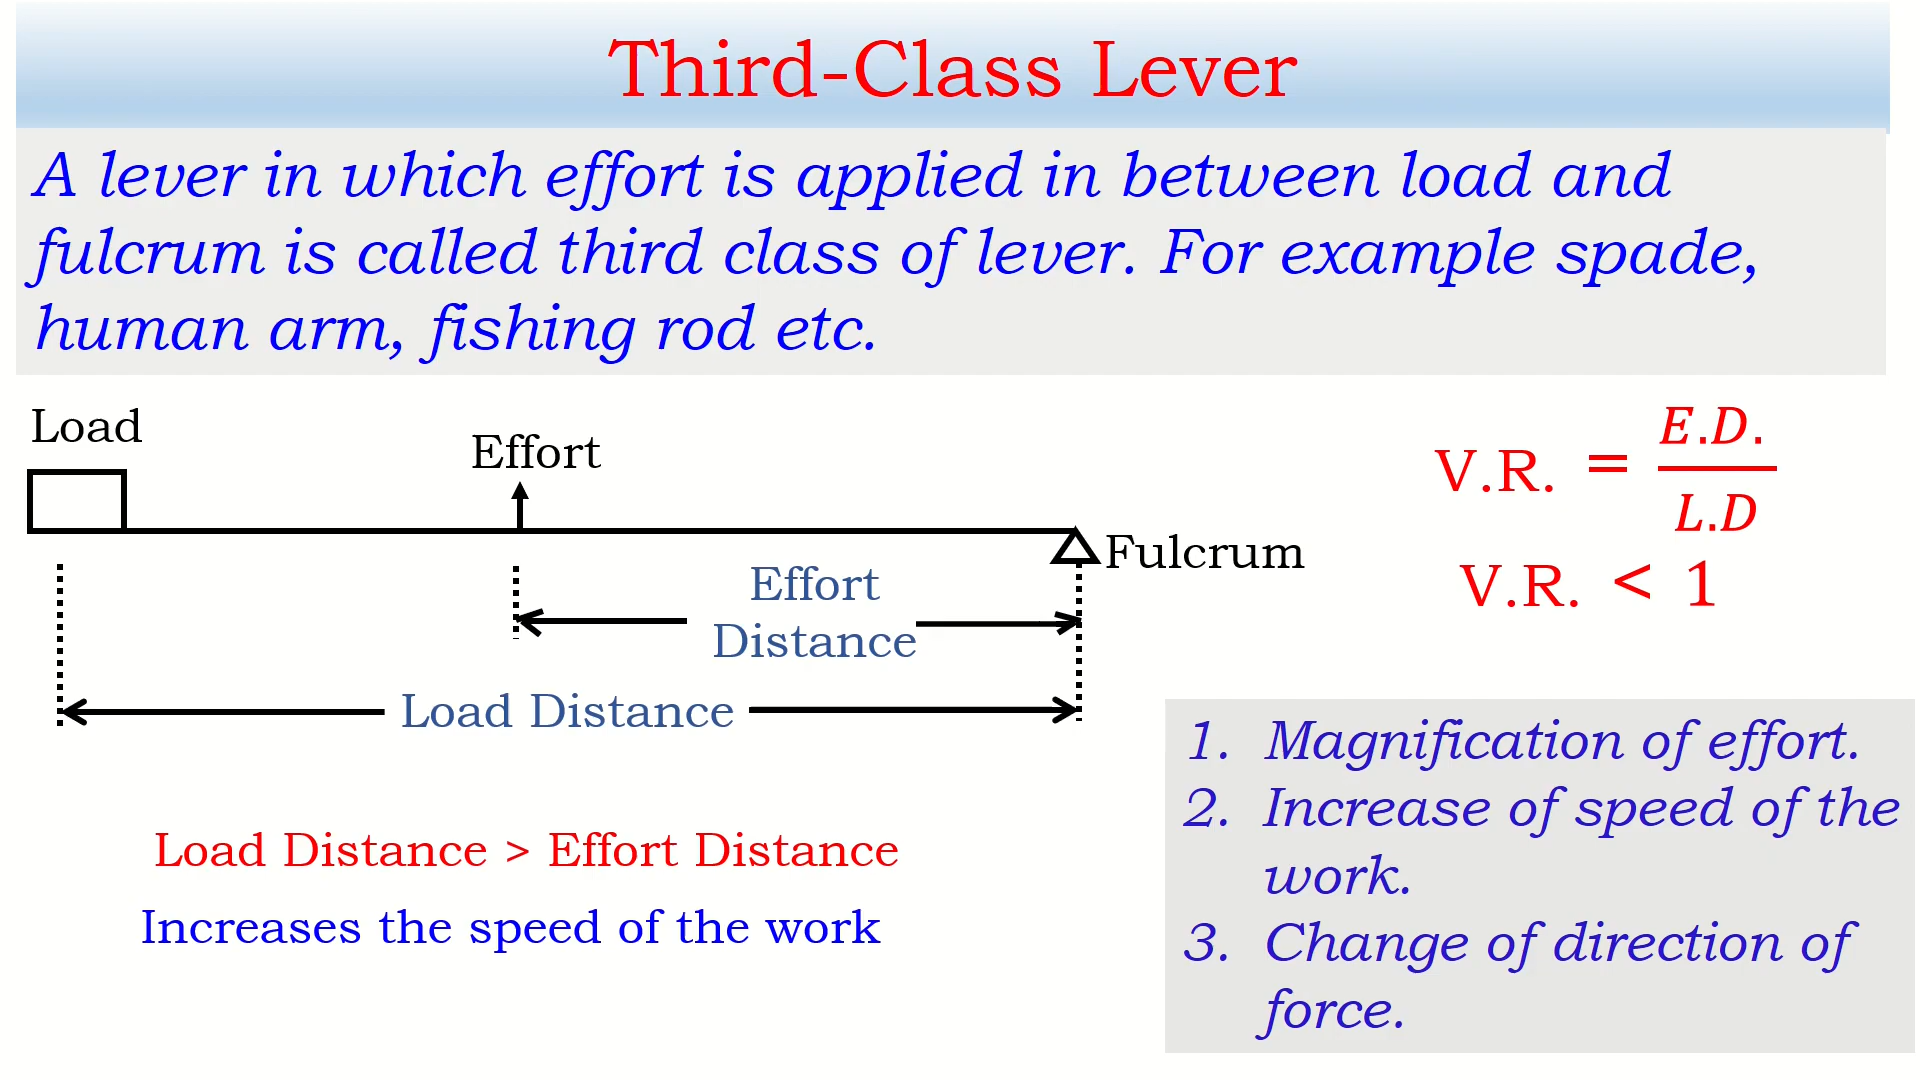 Third-Class Lever
A lever in which effort is applied in between load and
fulcrum is called third class of lever. For example spade,
human arm, fishing rod etc.
Load
Effort
Fulcrum
Effort
Distance
Load Distance
V.R. = E.D. / L.D
V.R. < 1
Load Distance > Effort Distance
Increases the speed of the work
1. Magnification of effort.
2. Increase of speed of the
work.
3. Change of direction of
force.